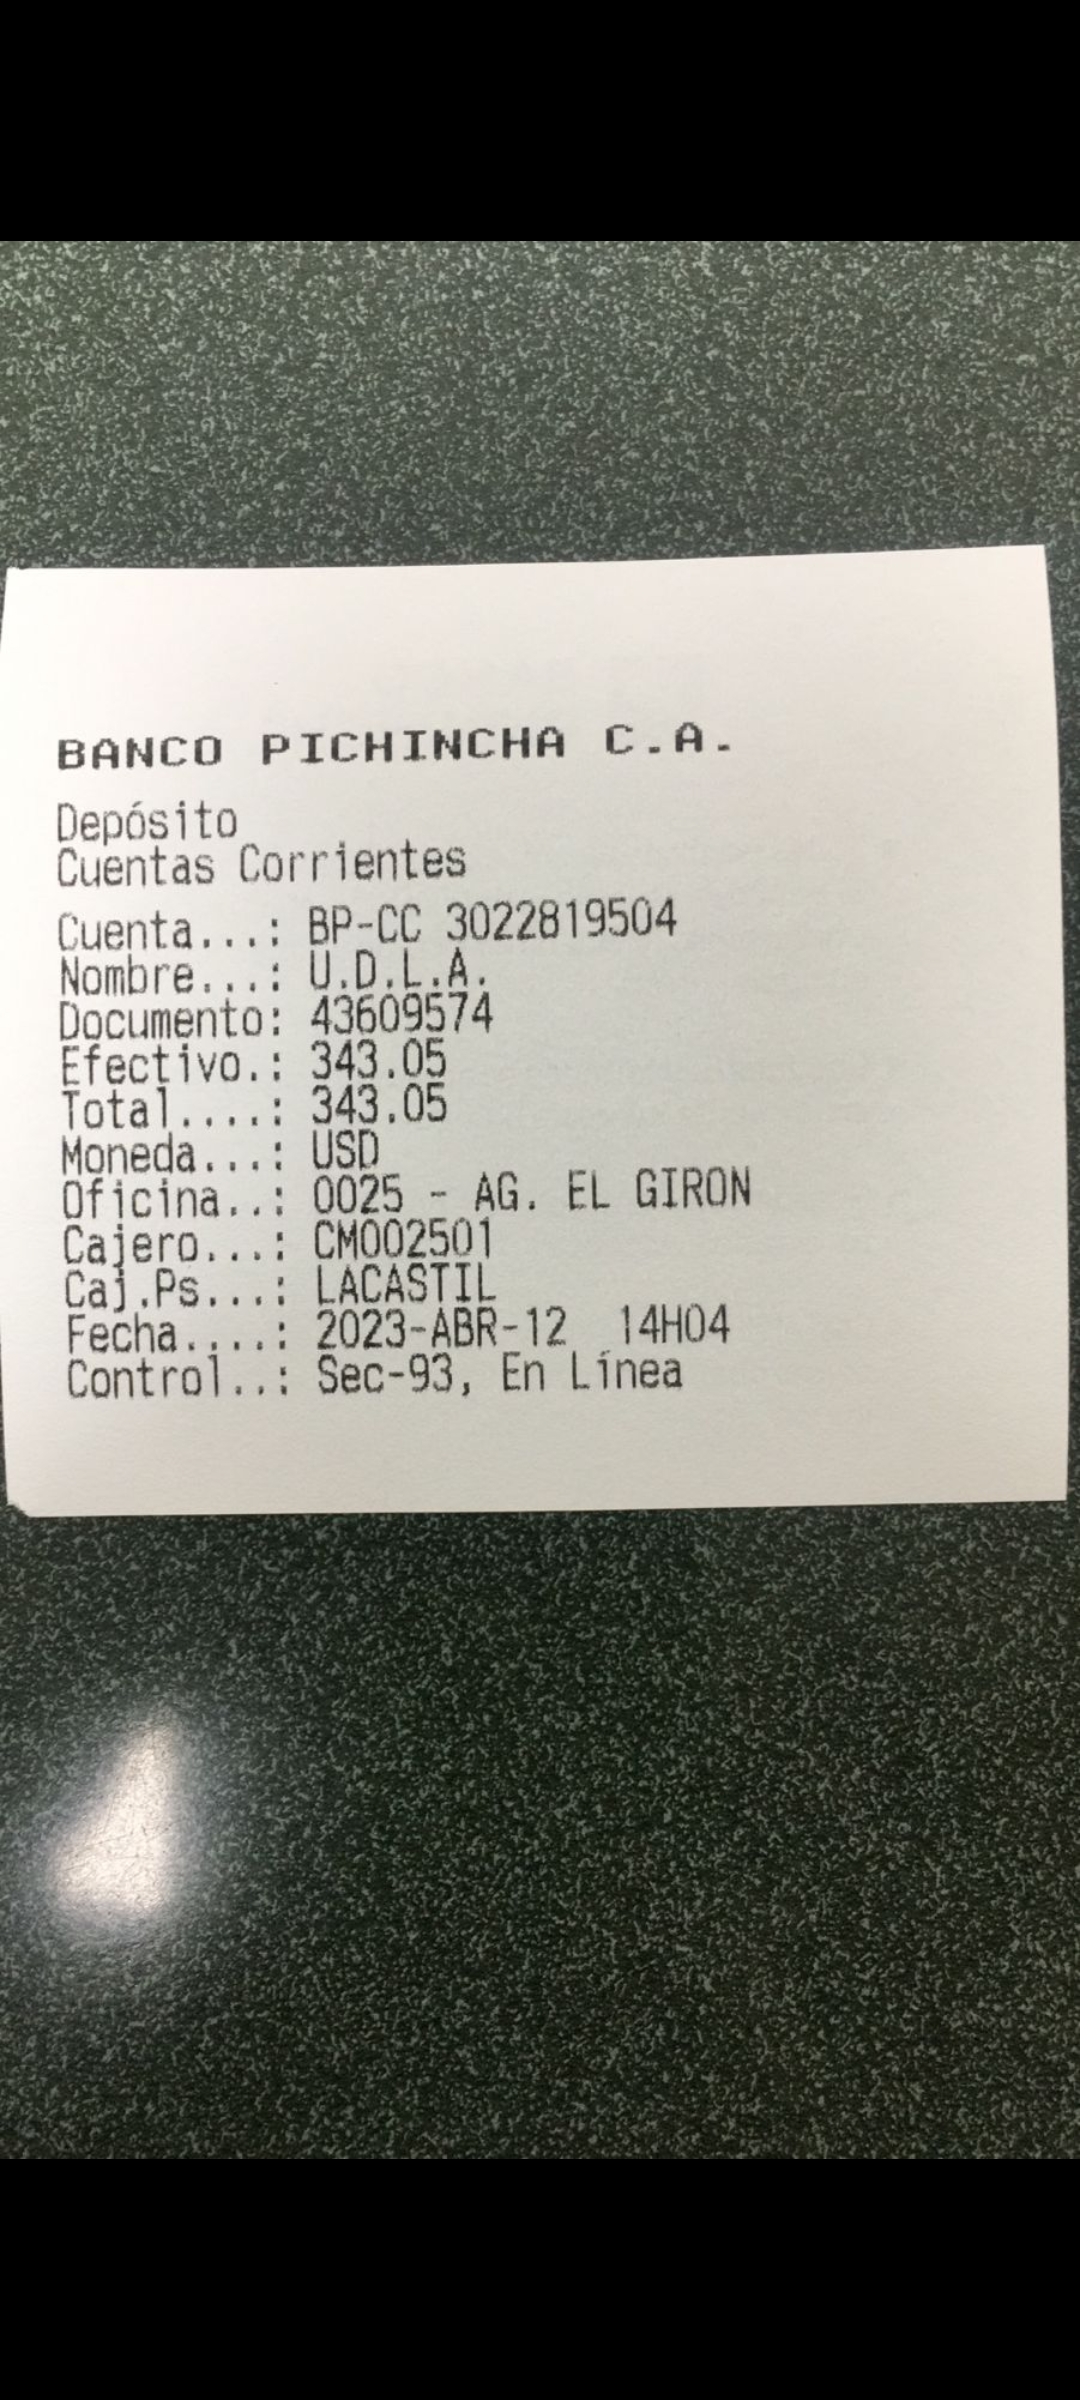 BANCO PICHINCHA C.A.
Depósito
Cuentas Corrientes
Cuenta...: BP-CC 3022819504
Nombre...: U.D.L.A.
Documento: 43609574
Efectivo.: 343.05
Total....: 343.05
Moneda...: USD
Oficina..: 0025 - AG. EL GIRON
Cajero...: CM002501
Caj.Ps...: LACASTIL
Fecha....: 2023-ABR-12 14H04
Control..: Sec-93, En Línea